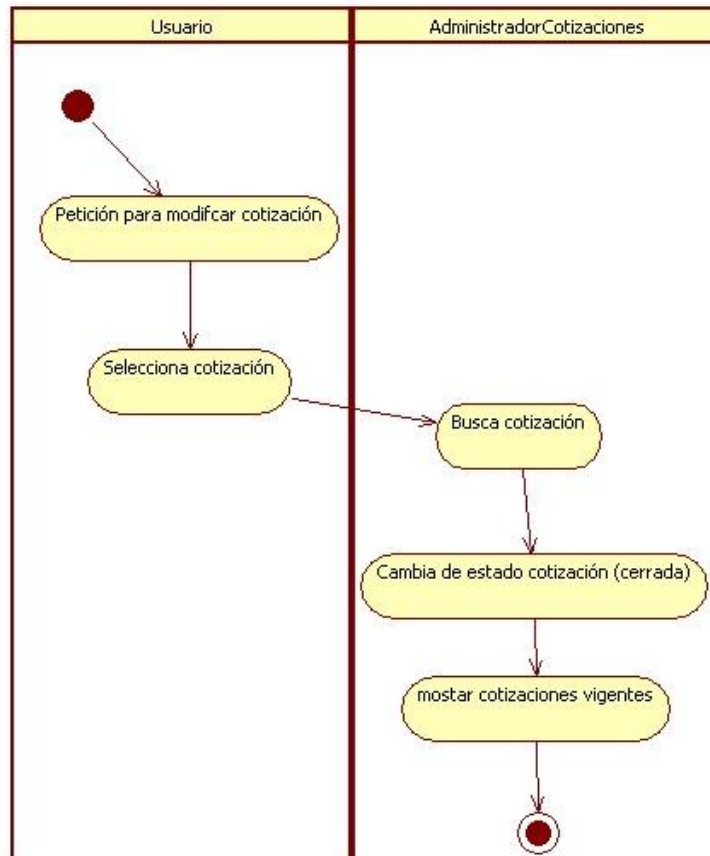 Usuario
AdministradorCotizaciones
Petición para modifcar cotización
Selecciona cotización
Busca cotización
Cambia de estado cotización (cerrada)
mostar cotizaciones vigentes